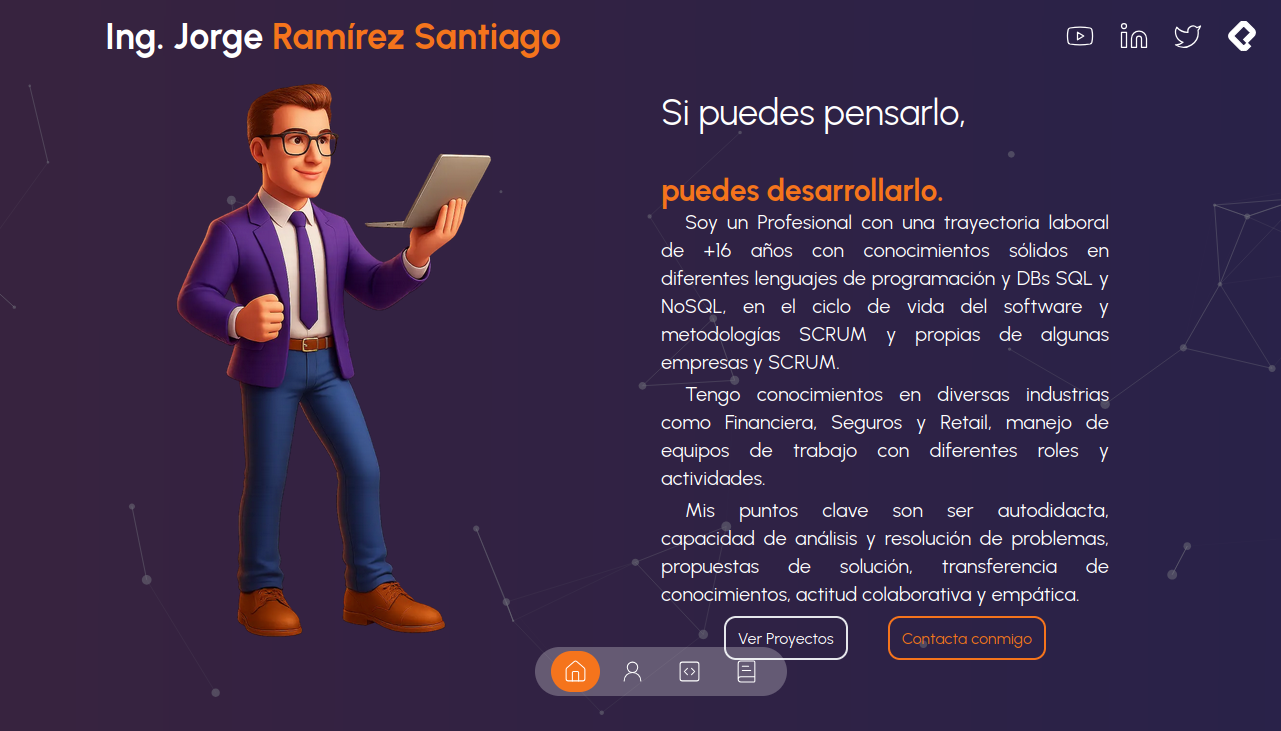 Ing. Jorge Ramírez Santiago
Si puedes pensarlo,
puedes desarrollarlo.
Soy un Profesional con una trayectoria laboral
de +16 años con conocimientos sólidos en
diferentes lenguajes de programación y DBs SQL y
NoSQL, en el ciclo de vida del software y
metodologías SCRUM y propias de algunas
empresas y SCRUM.
Tengo conocimientos en diversas industrias
como Financiera, Seguros y Retail, manejo de
equipos de trabajo con diferentes roles y
actividades.
Mis puntos clave son ser autodidacta,
capacidad de análisis y resolución de problemas,
propuestas de solución, transferencia de
conocimientos, actitud colaborativa y empática.
Ver Proyectos
Contacta conmigo